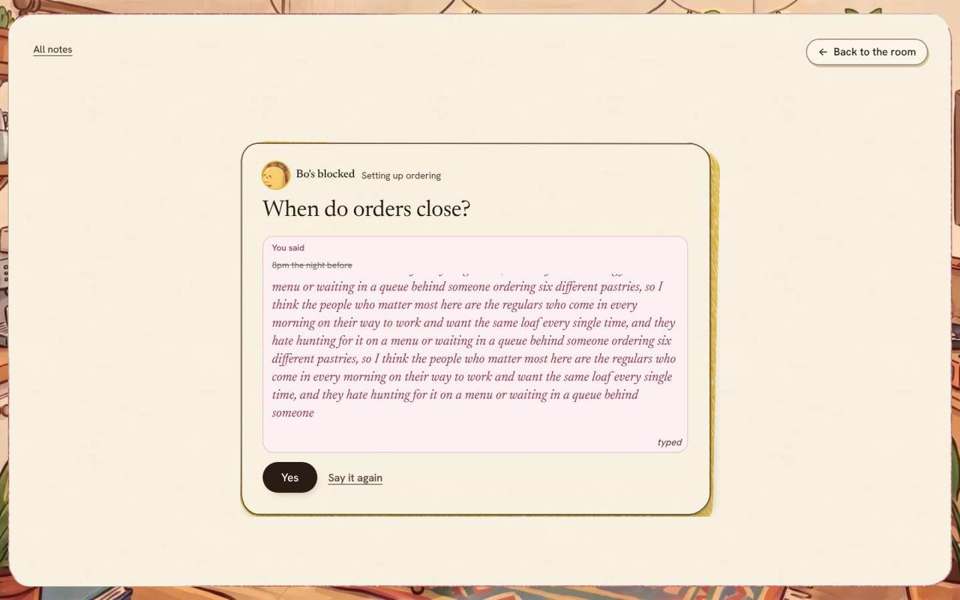 All notes
← Back to the room
Bo's blocked Setting up ordering
When do orders close?
You said
8pm the night before
menu or waiting in a queue behind someone ordering six different pastries, so I
think the people who matter most here are the regulars who come in every
morning on their way to work and want the same loaf every single time, and they
hate hunting for it on a menu or waiting in a queue behind someone ordering six
different pastries, so I think the people who matter most here are the regulars who
come in every morning on their way to work and want the same loaf every single
time, and they hate hunting for it on a menu or waiting in a queue behind
someone
typed
Yes Say it again